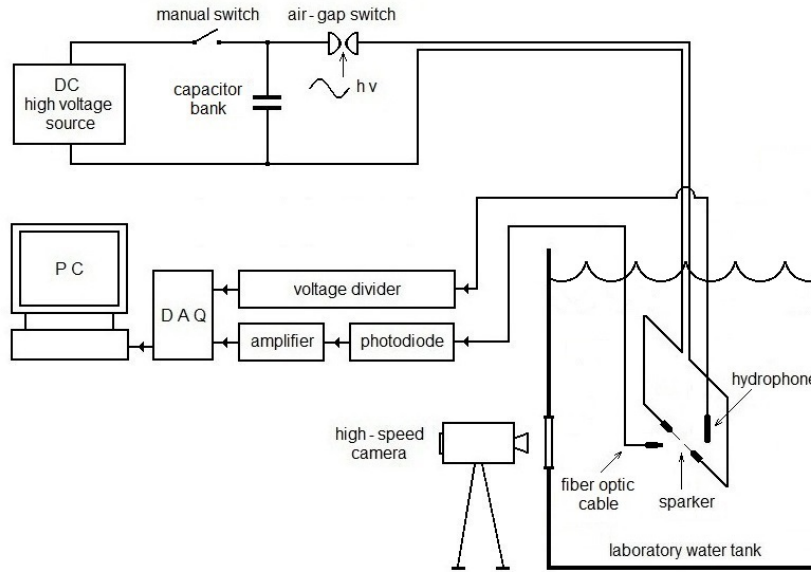 manual switch
air - gap switch
DC
high voltage
source
capacitor
bank
h v
P C
D A Q
voltage divider
amplifier
photodiode
high - speed
camera
hydrophone
fiber optic
cable
sparker
laboratory water tank